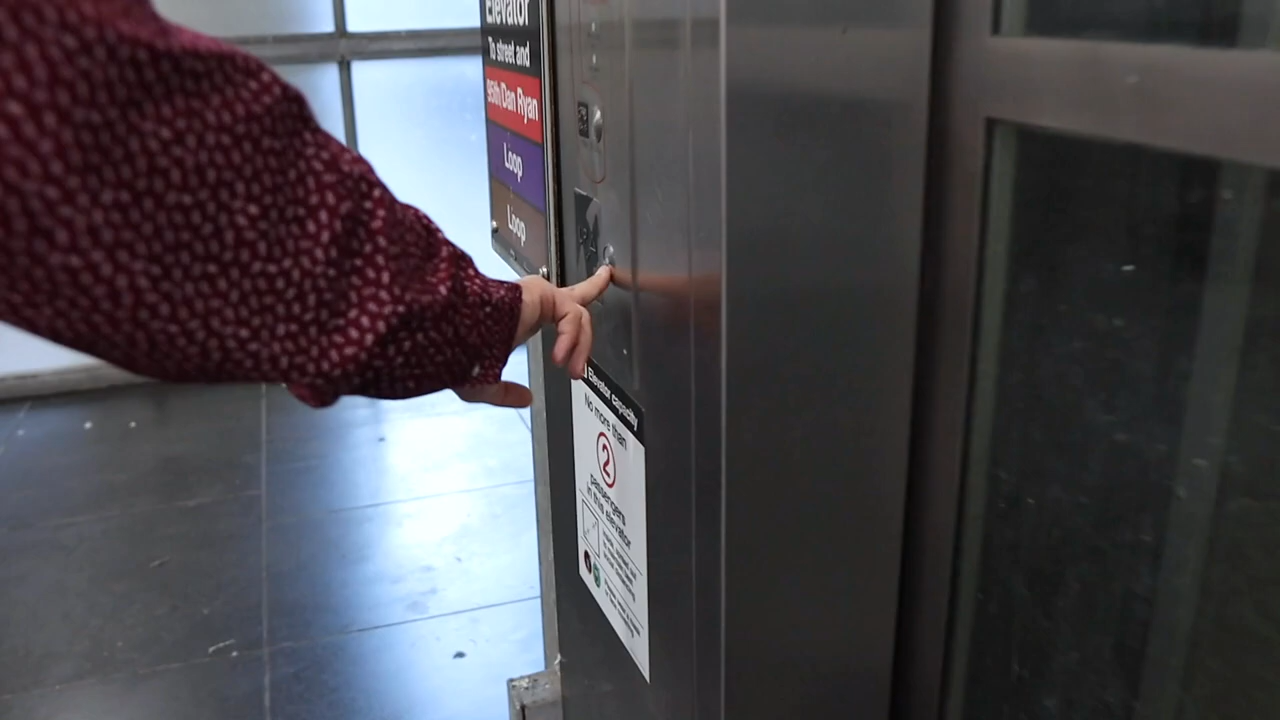 Elevator
To street and
95th/Dan Ryan
Loop
Loop
Elevator capacity
No more than
2
passengers
in this elevator